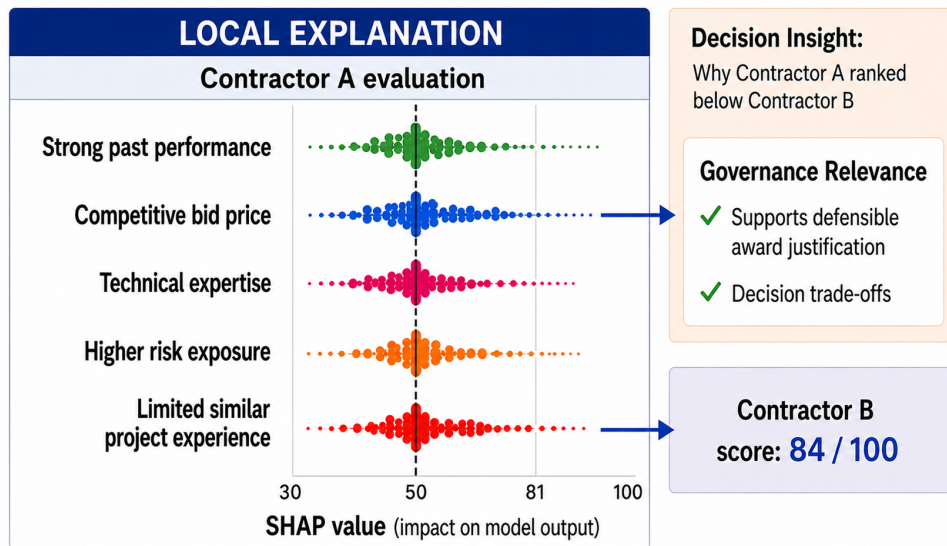 LOCAL EXPLANATION
Contractor A evaluation
Strong past performance
Competitive bid price
Technical expertise
Higher risk exposure
Limited similar
project experience
30
50
81
100
SHAP value (impact on model output)
Decision Insight:
Why Contractor A ranked
below Contractor B
Governance Relevance
Supports defensible
award justification
Decision trade-offs
Contractor B
score: 84 / 100